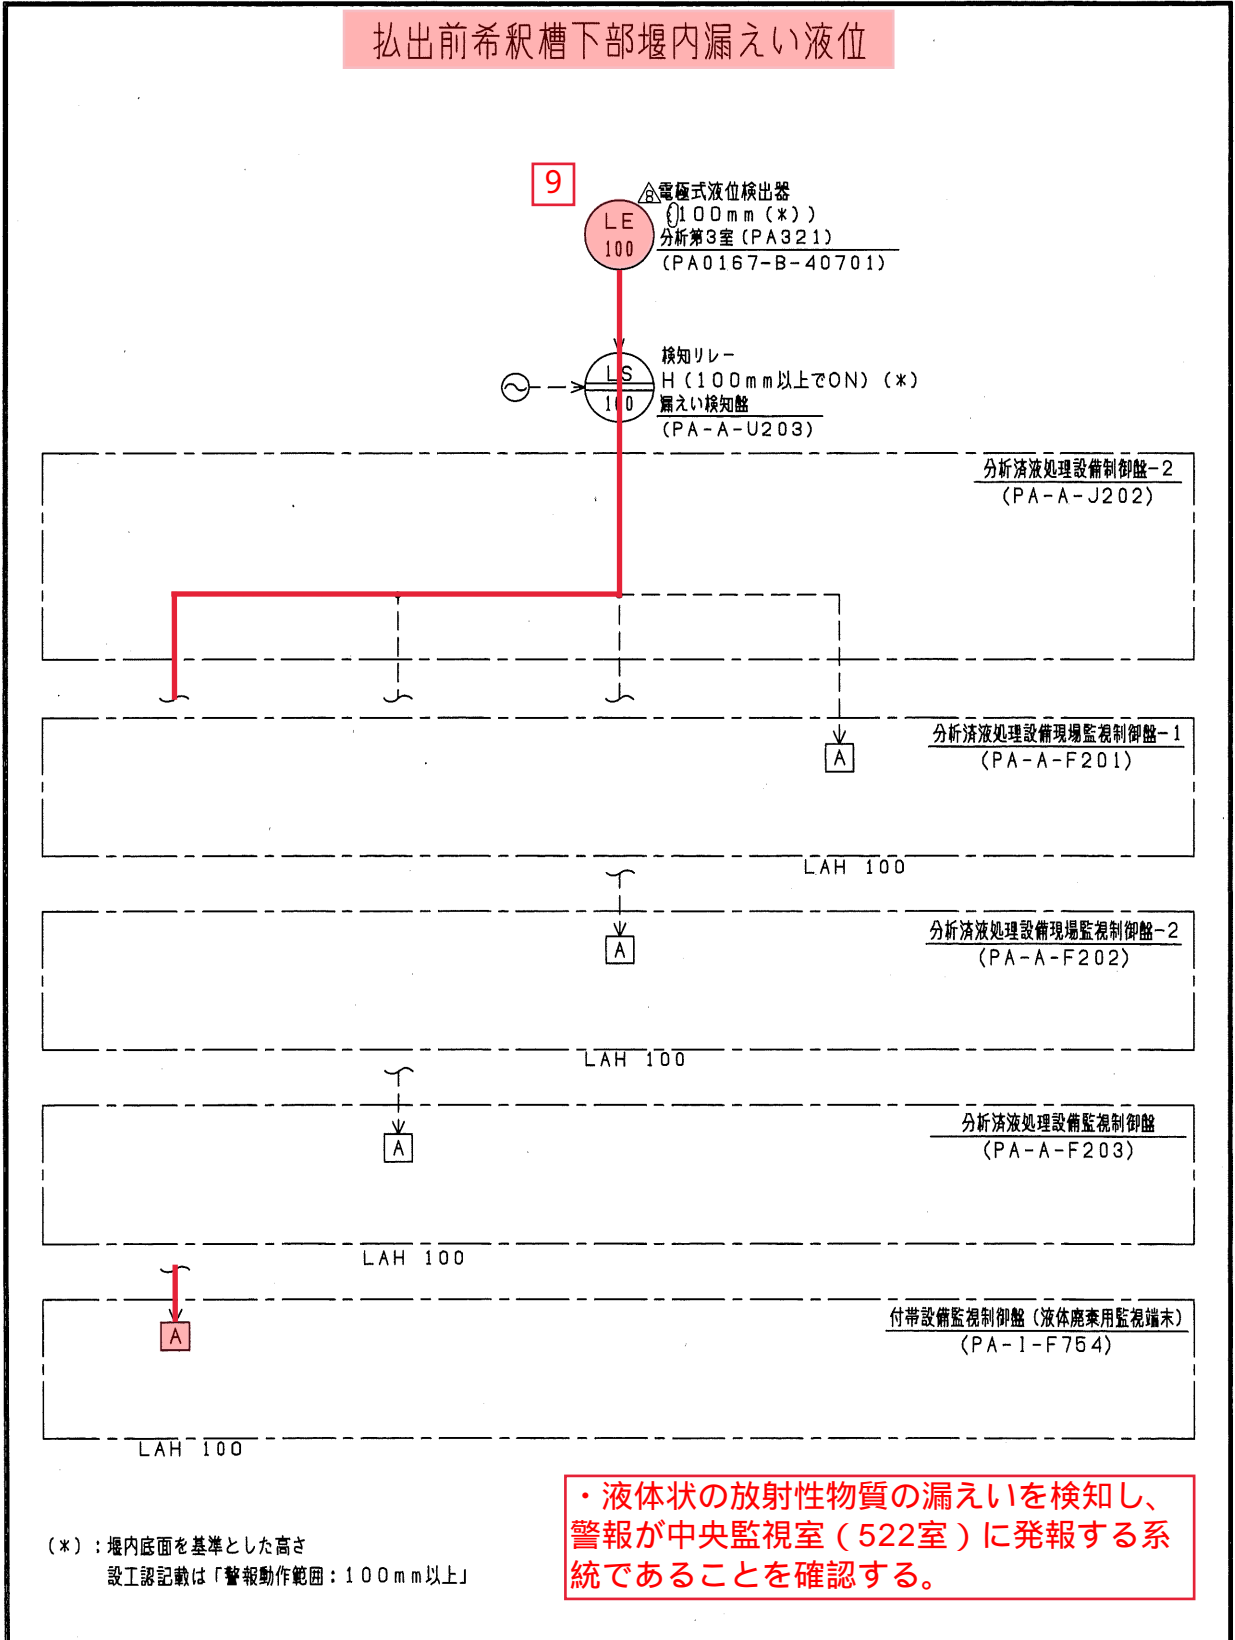 払出前希釈槽下部堰内漏えい液位
9
8 電極式液位検出器
(100mm(*))
LE
100
分析第3室(PA321)
(PA0167-B-40701)
検知リレー
LS
100
H(100mm以上でON)(*)
漏えい検知盤
(PA-A-U203)
分析済液処理設備制御盤-2
(PA-A-J202)
分析済液処理設備現場監視制御盤-1
(PA-A-F201)
A
LAH 100
分析済液処理設備現場監視制御盤-2
(PA-A-F202)
A
LAH 100
分析済液処理設備監視制御盤
(PA-A-F203)
A
LAH 100
付帯設備監視制御盤(液体廃棄用監視端末)
(PA-I-F754)
A
LAH 100
・液体状の放射性物質の漏えいを検知し、
警報が中央監視室(522室)に発報する系
統であることを確認する。
(*):堰内底面を基準とした高さ
設工認記載は「警報動作範囲:100mm以上」